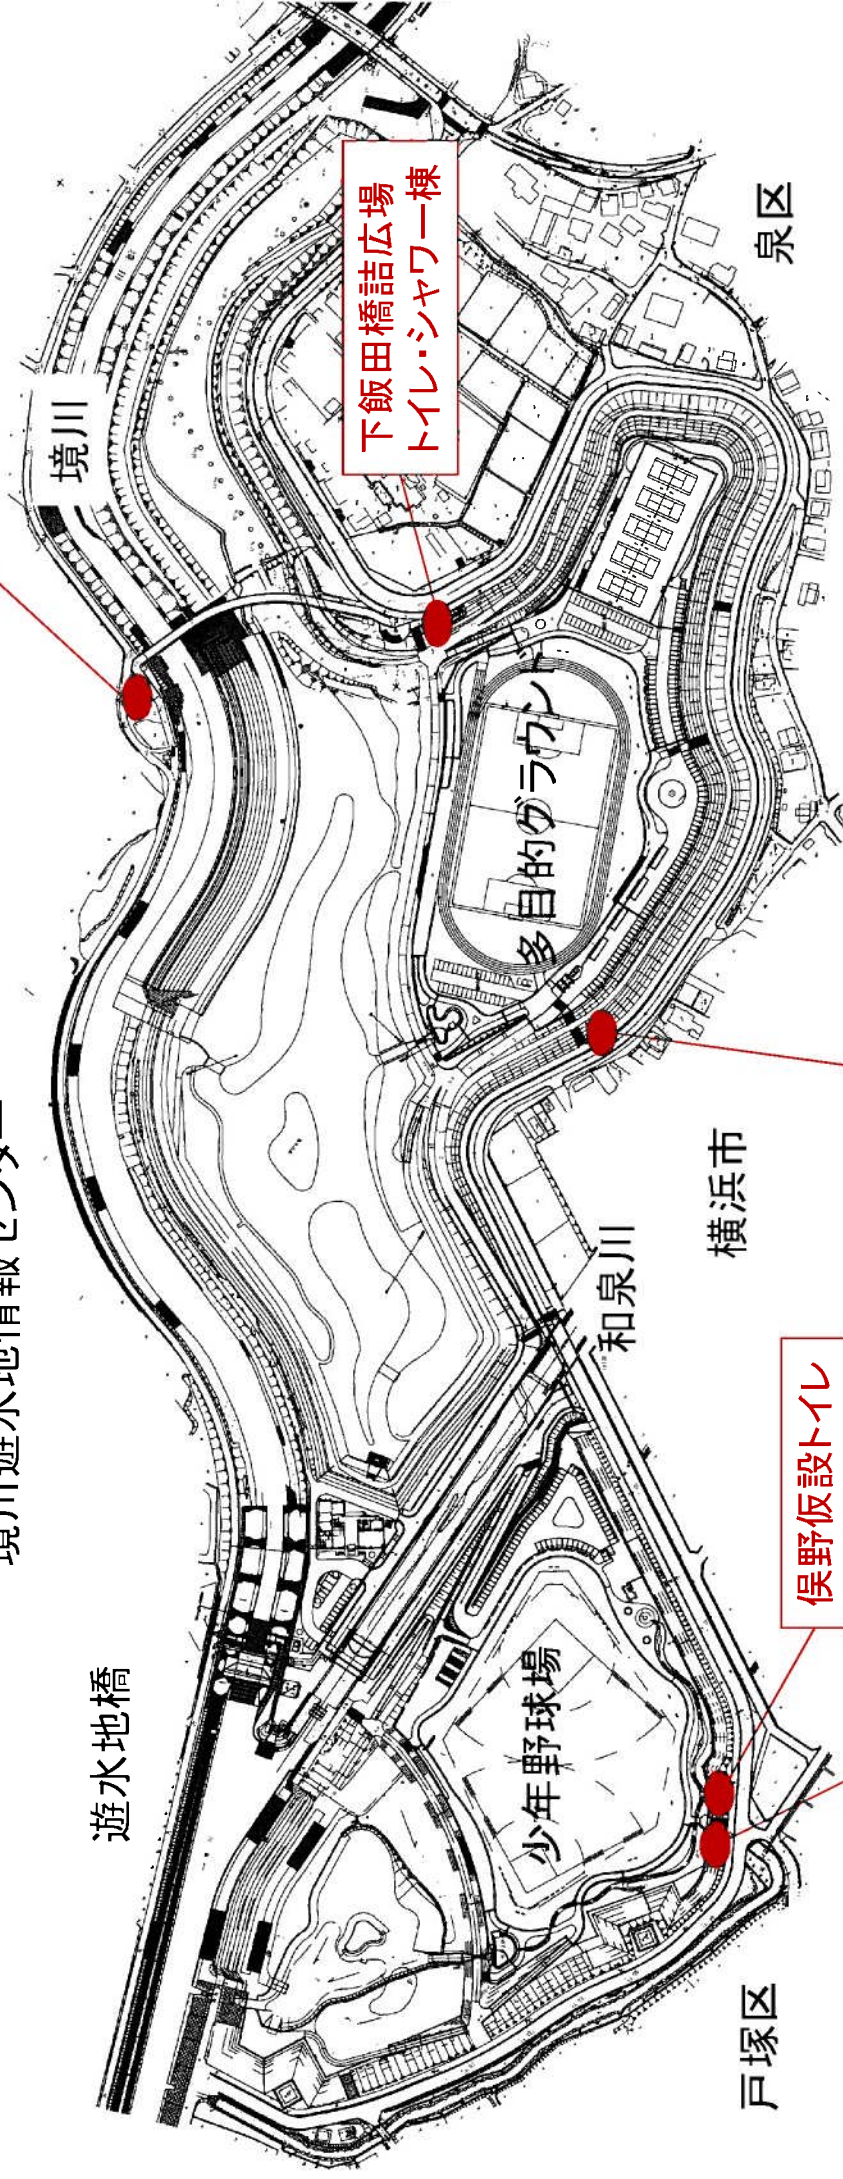 境川遊水地情報センター
境川
下飯田橋詰広場
トイレ・シャワー棟
泉区
多目的グラウンド
横浜市
和泉川
遊水地橋
少年野球場
俣野仮設トイレ
戸塚区